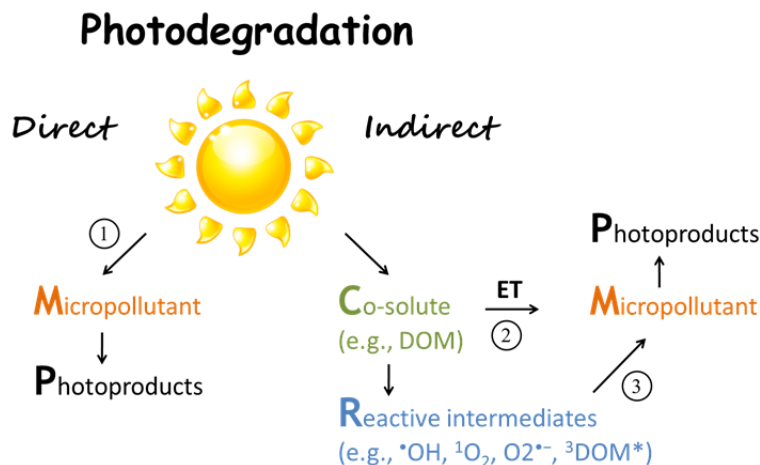 Photodegradation
Direct
Indirect
①
Micropollutant
Photoproducts
Co-solute
(e.g., DOM)
ET
②
Reactive intermediates
(e.g., •OH, ¹O₂, O2•⁻, ³DOM*)
③
Micropollutant
Photoproducts